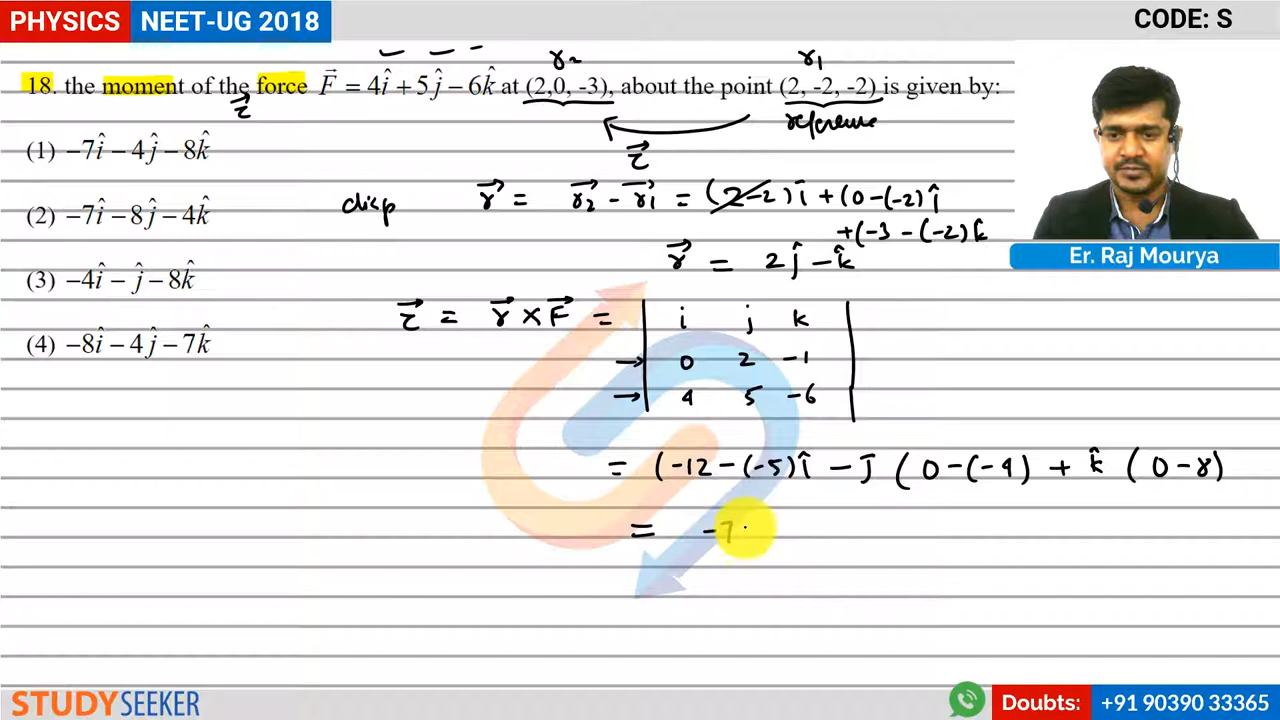 PHYSICS NEET-UG 2018 CODE: S
r₂ r₁
18. the moment of the force F⃗ = 4î + 5ĵ − 6k̂ at (2,0, -3), about the point (2, -2, -2) is given by:
τ⃗ reference
τ⃗
(1) −7î − 4ĵ − 8k̂
disp r⃗ = r⃗₂ − r⃗₁ = (2−2)î + (0−(−2)ĵ
(2) −7î − 8ĵ − 4k̂
+(−3 − (−2)k̂
Er. Raj Mourya
r⃗ = 2ĵ − k̂
(3) −4î − ĵ − 8k̂
τ⃗ = r⃗ × F⃗ = | i j k |
(4) −8î − 4ĵ − 7k̂
→ 0 2 −1
→ 4 5 −6
= (−12 − (−5)î − ĵ (0 − (−4) + k̂ (0 − 8)
= −7
STUDY SEEKER
Doubts: +91 90390 33365